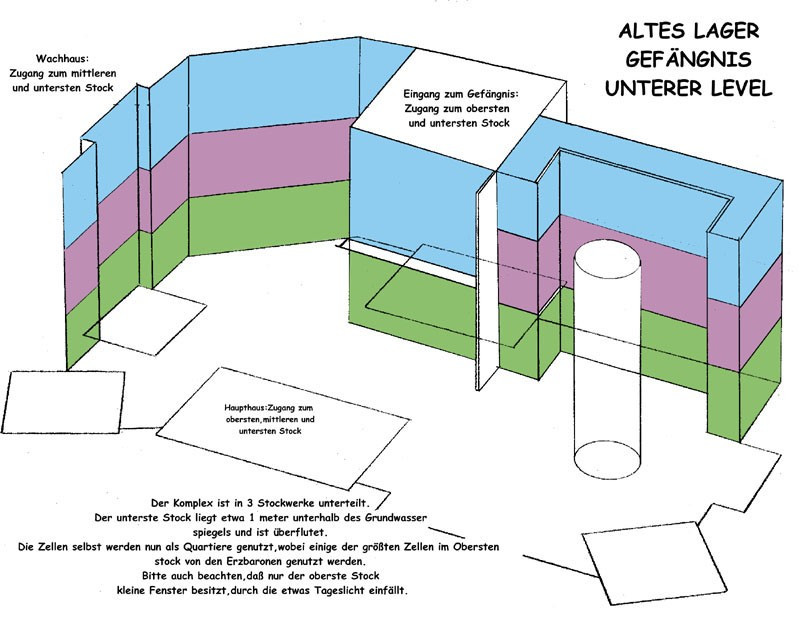 ALTES LAGER
GEFÄNGNIS
UNTERER LEVEL
Wachhaus:
Zugang zum mittleren
und untersten Stock
Eingang zum Gefängnis:
Zugang zum obersten
und untersten Stock
Haupthaus:Zugang zum
obersten,mittleren und
untersten Stock
Der Komplex ist in 3 Stockwerke unterteilt.
Der unterste Stock liegt etwa 1 meter unterhalb des Grundwasser
spiegels und ist überflutet.
Die Zellen selbst werden nun als Quartiere genutzt,wobei einige der größten Zellen im Obersten
stock von den Erzbaronen genutzt werden.
Bitte auch beachten,daß nur der oberste Stock
kleine Fenster besitzt,durch die etwas Tageslicht einfällt.